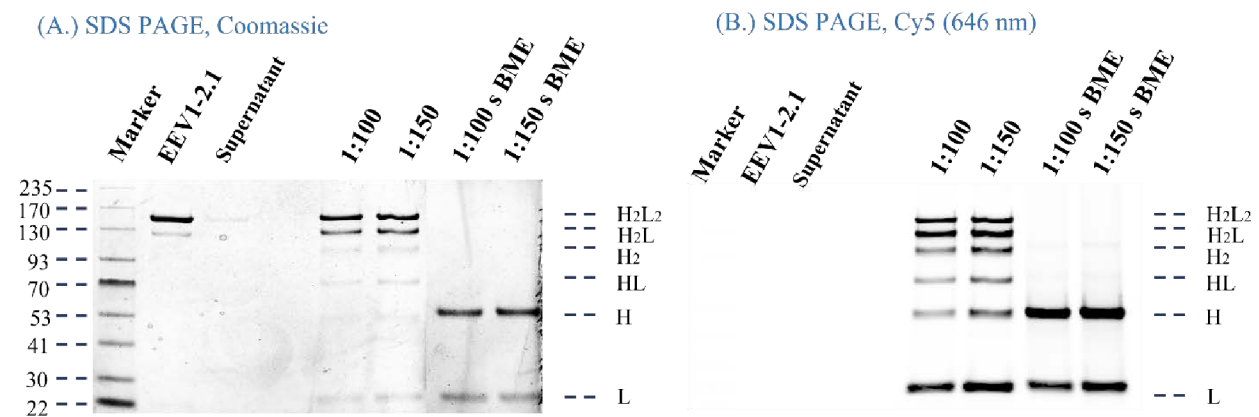 (A.) SDS PAGE, Coomassie
Marker
EEV1-2.1
Supernatant
1:100
1:150
1:100 s BME
1:150 s BME
235
170
130
93
70
53
41
30
22
H2L2
H2L
H2
HL
H
L
(B.) SDS PAGE, Cy5 (646 nm)
Marker
EEV1-2.1
Supernatant
1:100
1:150
1:100 s BME
1:150 s BME
H2L2
H2L
H2
HL
H
L